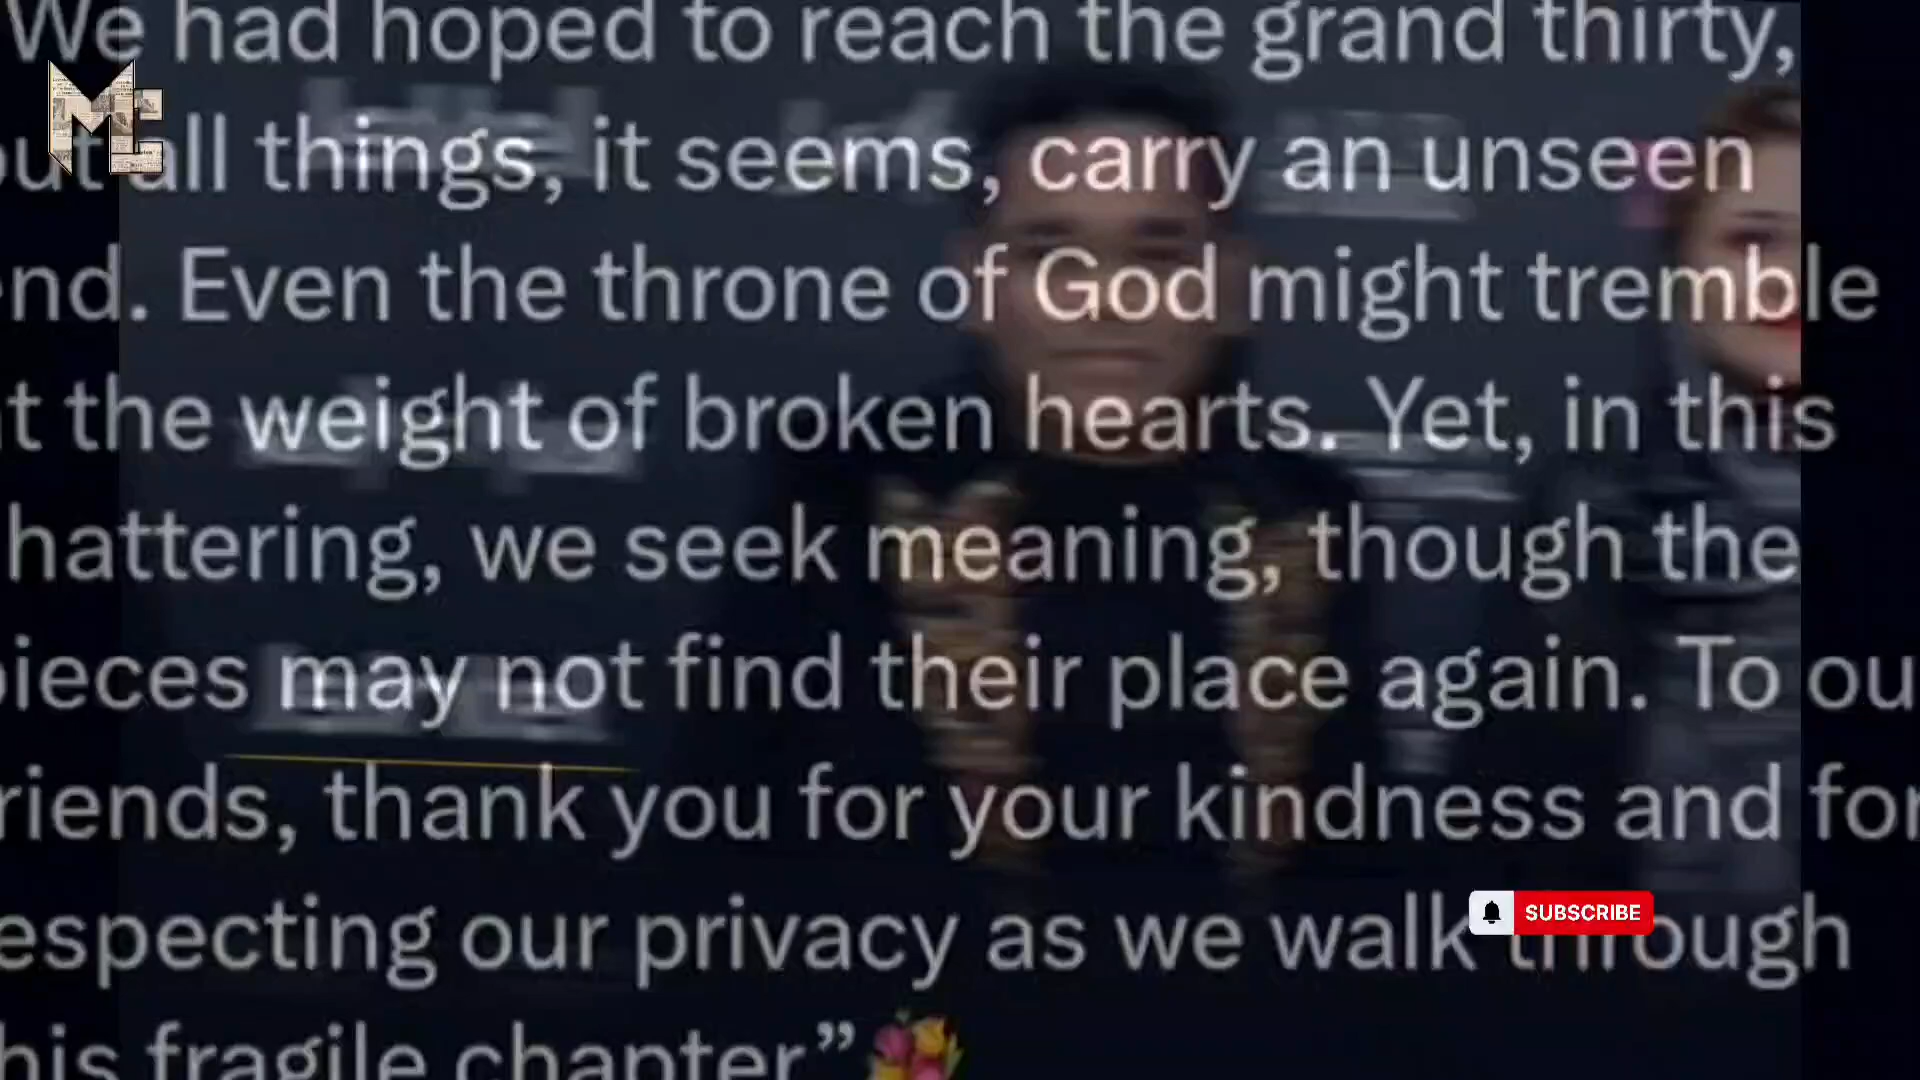 We had hoped to reach the grand thirty,
all things, it seems, carry an unseen
Even the throne of God might tremble
the weight of broken hearts. Yet, in this
hattering, we seek meaning, though the
ieces may not find their place again. To ou
riends, thank you for your kindness and for
especting our privacy as we walk through
his fragile chapter”
SUBSCRIBE